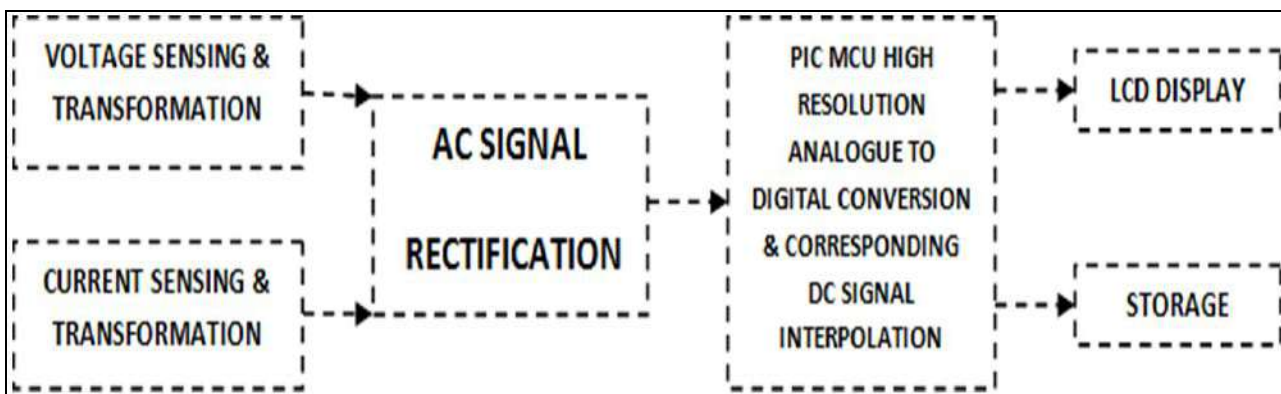 VOLTAGE SENSING &
TRANSFORMATION
CURRENT SENSING &
TRANSFORMATION
AC SIGNAL
RECTIFICATION
PIC MCU HIGH
RESOLUTION
ANALOGUE TO
DIGITAL CONVERSION
& CORRESPONDING
DC SIGNAL
INTERPOLATION
LCD DISPLAY
STORAGE